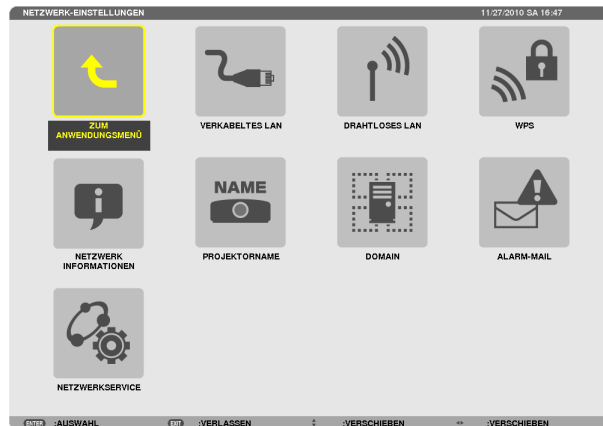 NETZWERK-EINSTELLUNGEN 11/27/2010 SA 16:47
ZUM
ANWENDUNGSMENÜ
VERKABELTES LAN
DRAHTLOSES LAN
WPS
NAME
NETZWERK
INFORMATIONEN
PROJEKTORNAME
DOMAIN
ALARM-MAIL
NETZWERKSERVICE
ENTER :AUSWAHL EXIT :VERLASSEN :VERSCHIEBEN :VERSCHIEBEN